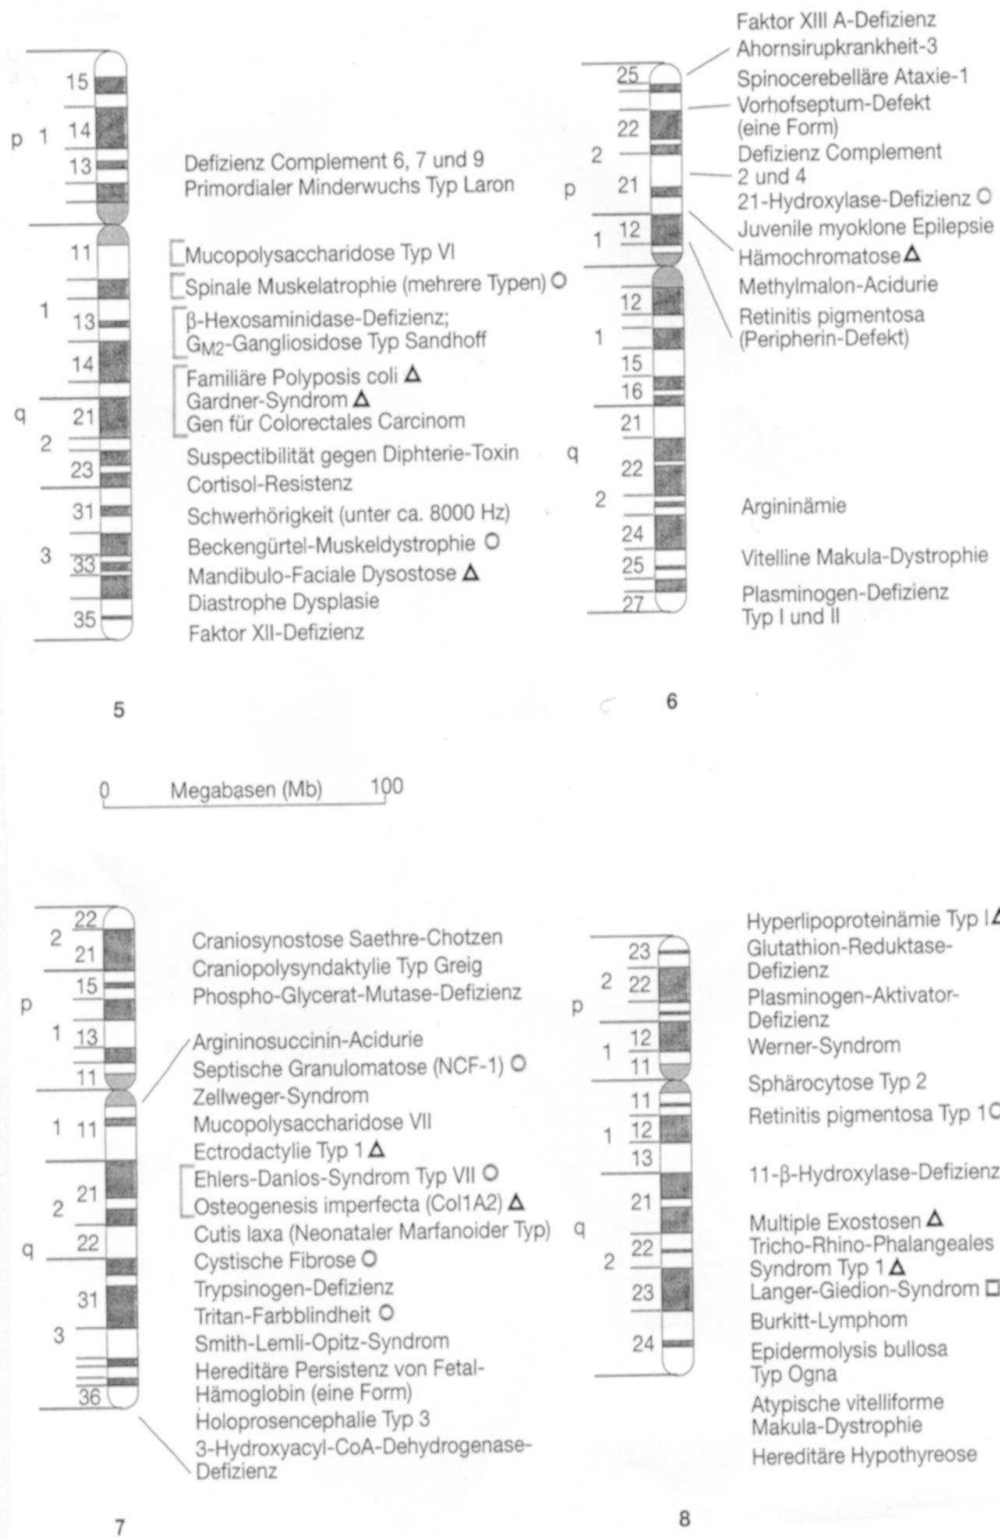 15
p 1 14
13
Defizienz Complement 6, 7 und 9
Primordialer Minderwuchs Typ Laron
11
Mucopolysaccharidose Typ VI
1
Spinale Muskelatrophie (mehrere Typen) O
13
β-Hexosaminidase-Defizienz;
GM2-Gangliosidose Typ Sandhoff
14
Familiäre Polyposis coli Δ
q 21
Gardner-Syndrom Δ
Gen für Colorectales Carcinom
2
23
Suspectibilität gegen Diphterie-Toxin
Cortisol-Resistenz
31
Schwerhörigkeit (unter ca. 8000 Hz)
3
33
Beckengürtel-Muskeldystrophie O
Mandibulo-Faciale Dysostose Δ
Diastrophe Dysplasie
35
Faktor XII-Defizienz
5
Faktor XIII A-Defizienz
Ahornsirupkrankheit-3
25
Spinocerebelläre Ataxie-1
Vorhofseptum-Defekt
(eine Form)
22
2
Defizienz Complement
2 und 4
p 21
21-Hydroxylase-Defizienz O
1 12
Juvenile myoklone Epilepsie
Hämochromatose Δ
Methylmalon-Acidurie
12
1
Retinitis pigmentosa
(Peripherin-Defekt)
15
16
21
q
22
2
Argininämie
24
25
Vitelline Makula-Dystrophie
27
Plasminogen-Defizienz
Typ I und II
6
0 Megabasen (Mb) 100
22
2
21
Craniosynostose Saethre-Chotzen
Craniopolysyndaktylie Typ Greig
15
p
Phospho-Glycerat-Mutase-Defizienz
1 13
Argininosuccinin-Acidurie
11
Septische Granulomatose (NCF-1) O
Zellweger-Syndrom
1 11
Mucopolysaccharidose VII
Ectrodactylie Typ 1 Δ
21
Ehlers-Danlos-Syndrom Typ VII O
2
Osteogenesis imperfecta (Col1A2) Δ
22
Cutis laxa (Neonataler Marfanoider Typ)
q
Cystische Fibrose O
31
Trypsinogen-Defizienz
Tritan-Farbblindheit O
3
Smith-Lemli-Opitz-Syndrom
Hereditäre Persistenz von Fetal-
Hämoglobin (eine Form)
36
Holoprosencephalie Typ 3
3-Hydroxyacyl-CoA-Dehydrogenase-
Defizienz
7
Hyperlipoproteinämie Typ I Δ
23
Glutathion-Reduktase-
Defizienz
2 22
p
Plasminogen-Aktivator-
Defizienz
12
1
Werner-Syndrom
11
Sphärocytose Typ 2
11
Retinitis pigmentosa Typ 1 O
1 12
13
11-β-Hydroxylase-Defizienz
21
q
Multiple Exostosen Δ
22
2
Tricho-Rhino-Phalangeales
Syndrom Typ 1 Δ
23
Langer-Giedion-Syndrom □
Burkitt-Lymphom
24
Epidermolysis bullosa
Typ Ogna
Atypische vitelliforme
Makula-Dystrophie
Hereditäre Hypothyreose
8